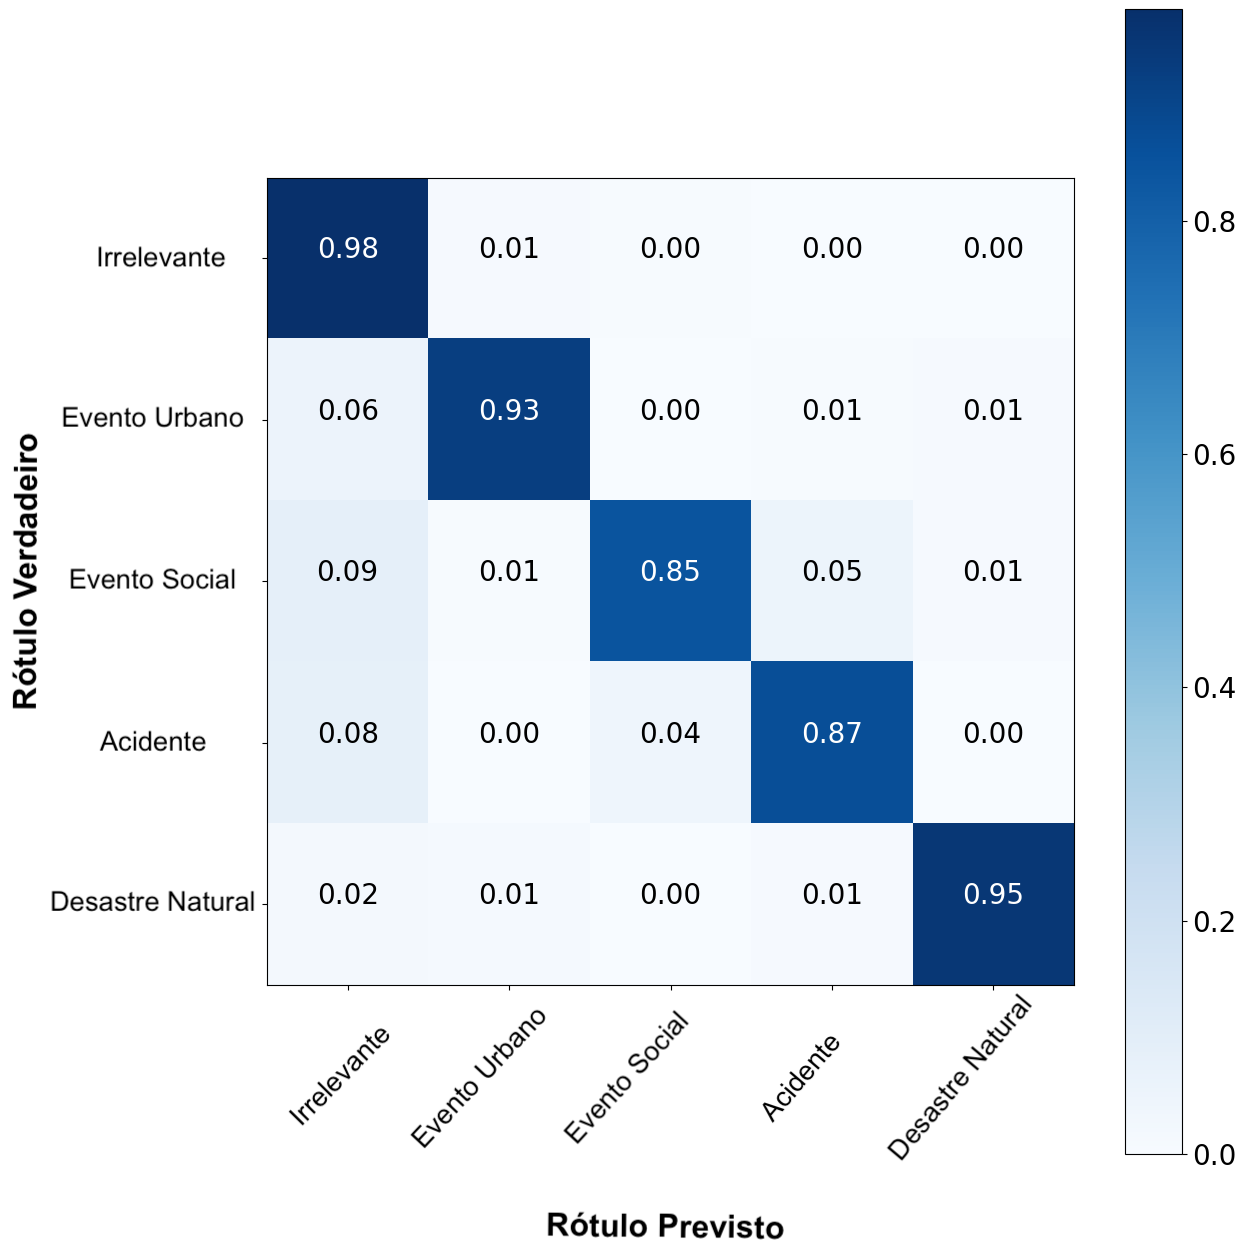 Irrelevante 0.98 0.01 0.00 0.00 0.00
Evento Urbano 0.06 0.93 0.00 0.01 0.01
Evento Social 0.09 0.01 0.85 0.05 0.01
Acidente 0.08 0.00 0.04 0.87 0.00
Desastre Natural 0.02 0.01 0.00 0.01 0.95
Rótulo Verdadeiro
Irrelevante Evento Urbano Evento Social Acidente Desastre Natural
Rótulo Previsto
0.8
0.6
0.4
0.2
0.0